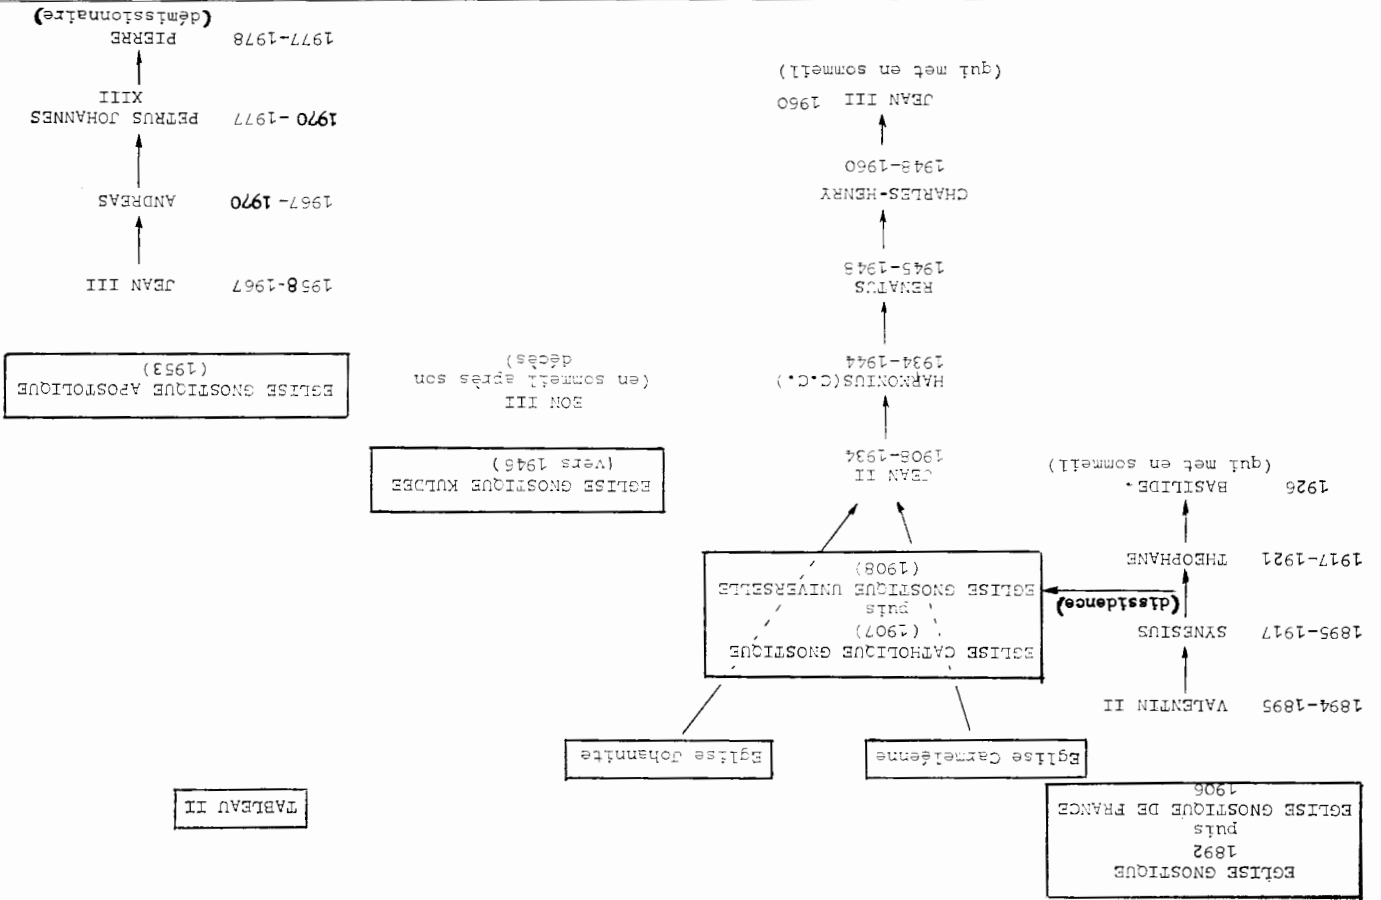 EGLISE GNOSTIQUE
1892
puis
EGLISE GNOSTIQUE DE FRANCE
1906
TABLEAU II
Eglise Carmeléenne
Eglise Johannite
1894-1895 VALENTIN II
1895-1917 SYNESIUS
(dissidence)
1917-1921 THEOPHANE
1926 BASILIDE.
(qui met en sommeil)
EGLISE CATHOLIQUE GNOSTIQUE
(1907)
puis
EGLISE GNOSTIQUE UNIVERSELLE
(1908)
JEAN II
1908-1934
HARMONIUS(C.C.)
1934-1944
RENATUS
1945-1948
CHARLES-HENRY
1948-1960
JEAN III 1960
(qui met en sommeil)
EGLISE GNOSTIQUE KULDEE
(vers 1946)
EON III
(en sommeil après son
décès)
EGLISE GNOSTIQUE APOSTOLIQUE
(1953)
1958-1967 JEAN III
1967-1970 ANDREAS
1970-1977 PETRUS JOHANNES
XIII
1977-1978 PIERRE
(démissionnaire)